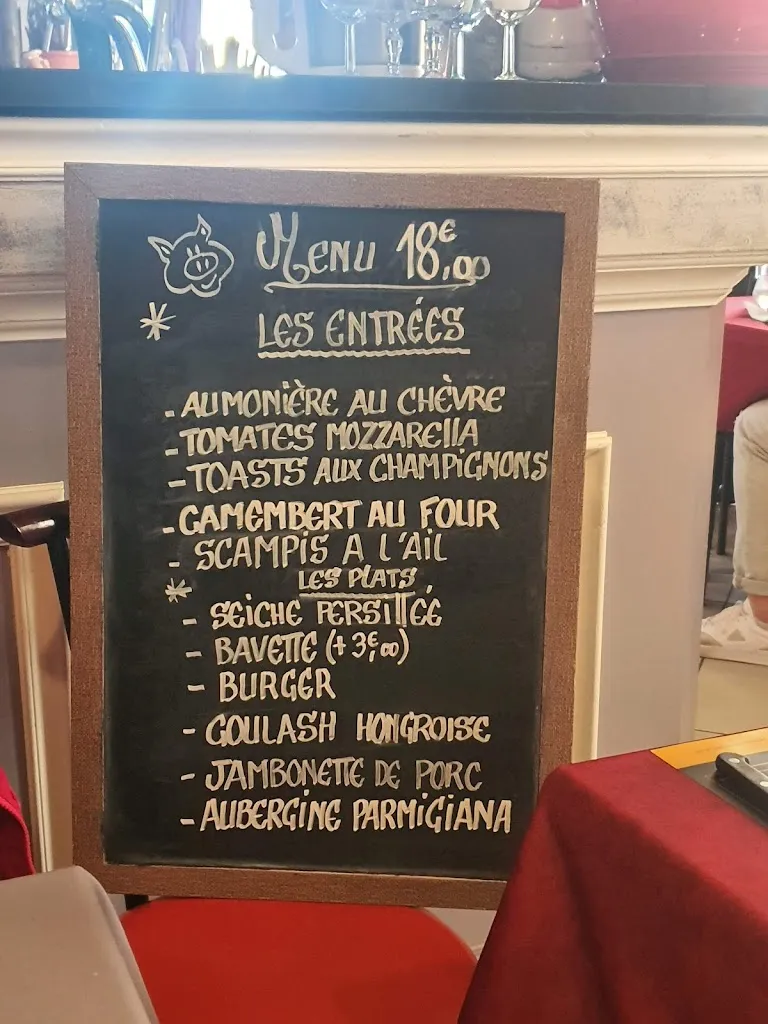 Menu 18€,00
LES ENTRÉES
- AUMONIÈRE AU CHÈVRE
- TOMATES MOZZARELLA
- TOASTS AUX CHAMPIGNONS
- CAMEMBERT AU FOUR
- SCAMPIS A L'AIL
LES PLATS
- SEICHE PERSILLÉE
- BAVETTE (+ 3€,00)
- BURGER
- GOULASH HONGROISE
- JAMBONETTE DE PORC
- AUBERGINE PARMIGIANA